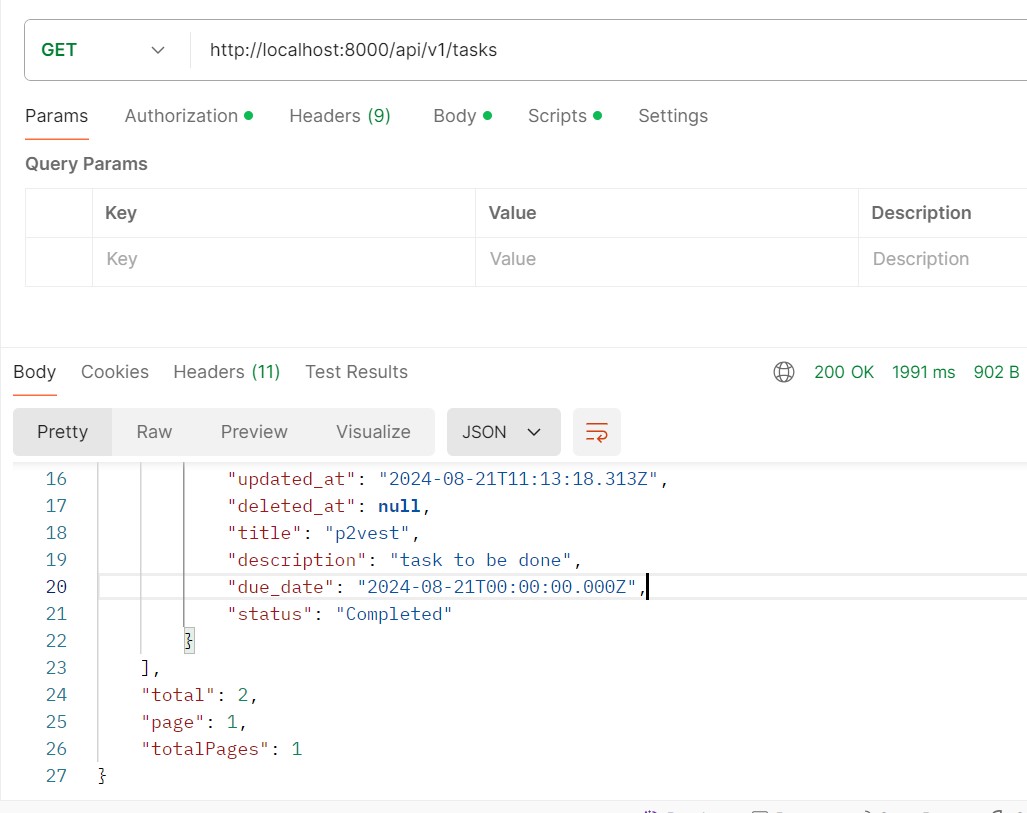 GET http://localhost:8000/api/v1/tasks
Params Authorization Headers (9) Body Scripts Settings
Query Params
Key Value Description
Key Value Description
Body Cookies Headers (11) Test Results 200 OK 1991 ms 902 B
Pretty Raw Preview Visualize JSON
16 "updated_at": "2024-08-21T11:13:18.313Z",
17 "deleted_at": null,
18 "title": "p2vest",
19 "description": "task to be done",
20 "due_date": "2024-08-21T00:00:00.000Z",
21 "status": "Completed"
22 }
23 ],
24 "total": 2,
25 "page": 1,
26 "totalPages": 1
27 }